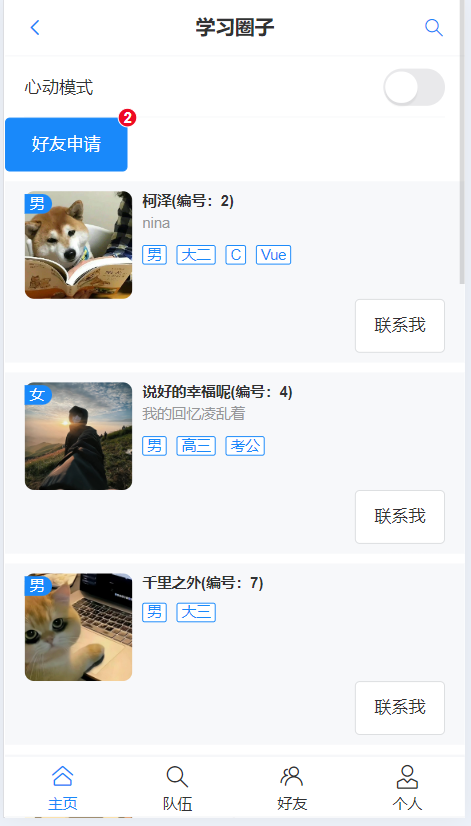 学习圈子
心动模式
好友申请
2
男
柯泽(编号：2)
nina
男 大二 C Vue
联系我
女
说好的幸福呢(编号：4)
我的回忆凌乱着
男 高三 考公
联系我
男
千里之外(编号：7)
男 大三
联系我
主页 队伍 好友 个人